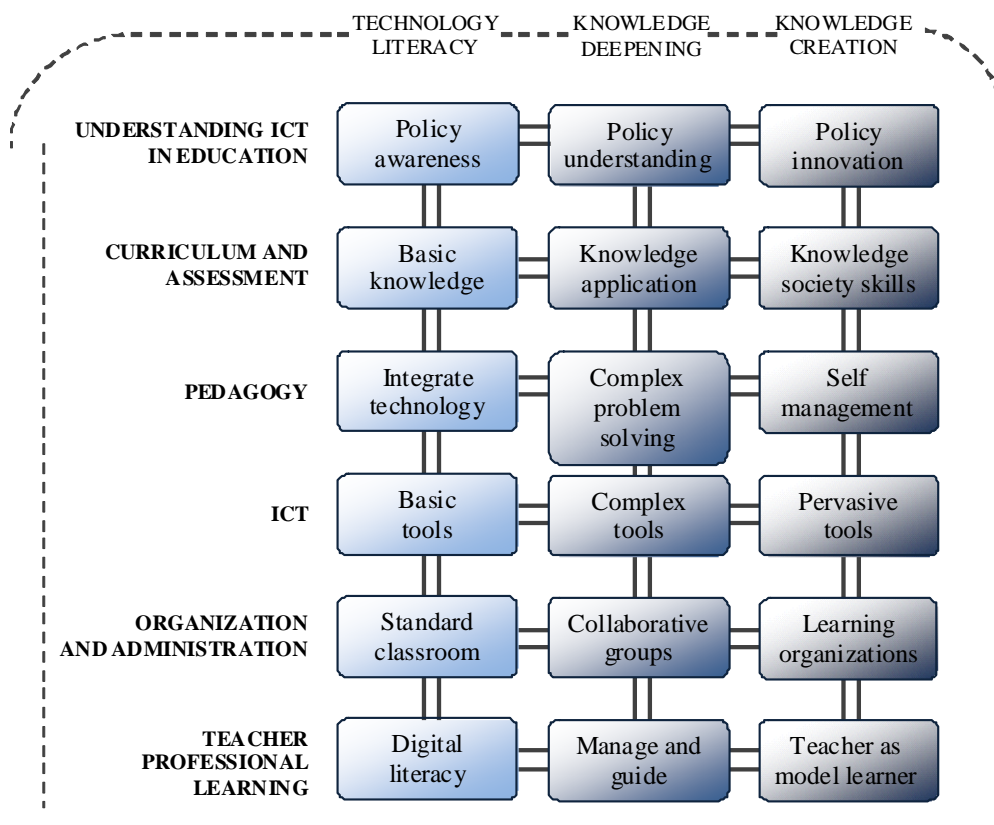 TECHNOLOGY
LITERACY
KNOWLEDGE
DEEPENING
KNOWLEDGE
CREATION
UNDERSTANDING ICT
IN EDUCATION
Policy
awareness
Policy
understanding
Policy
innovation
CURRICULUM AND
ASSESSMENT
Basic
knowledge
Knowledge
application
Knowledge
society skills
PEDAGOGY
Integrate
technology
Complex
problem
solving
Self
management
ICT
Basic
tools
Complex
tools
Pervasive
tools
ORGANIZATION
AND ADMINISTRATION
Standard
classroom
Collaborative
groups
Learning
organizations
TEACHER
PROFESSIONAL
LEARNING
Digital
literacy
Manage and
guide
Teacher as
model learner